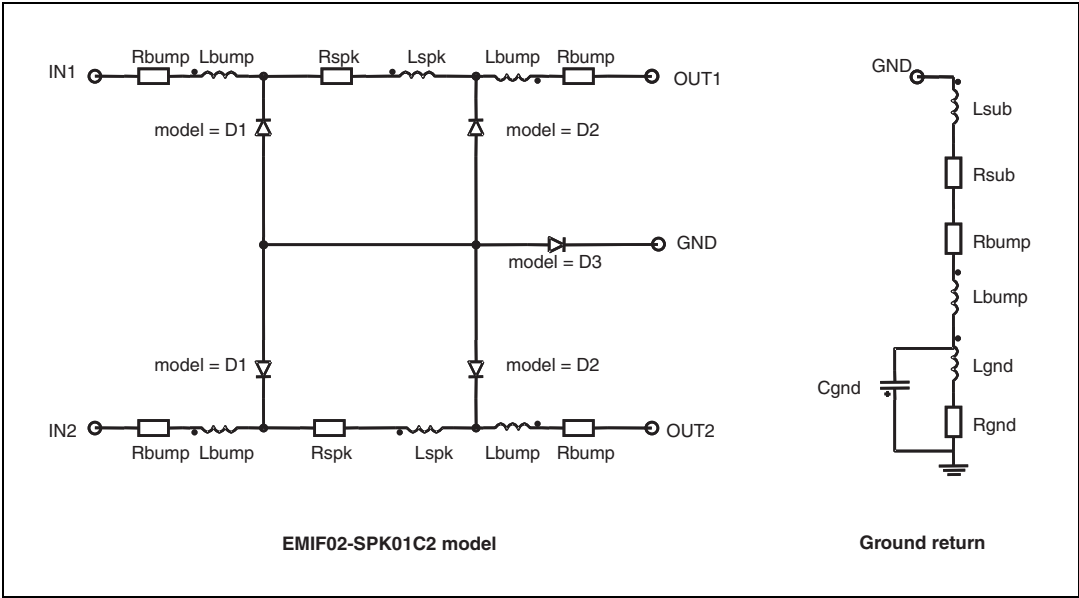 Rbump Lbump Rspk Lspk Lbump Rbump
IN1 OUT1
model = D1 model = D2
GND
model = D3
model = D1 model = D2
IN2 OUT2
Rbump Lbump Rspk Lspk Lbump Rbump
EMIF02-SPK01C2 model
GND
Lsub
Rsub
Rbump
Lbump
Lgnd
Cgnd
Rgnd
Ground return